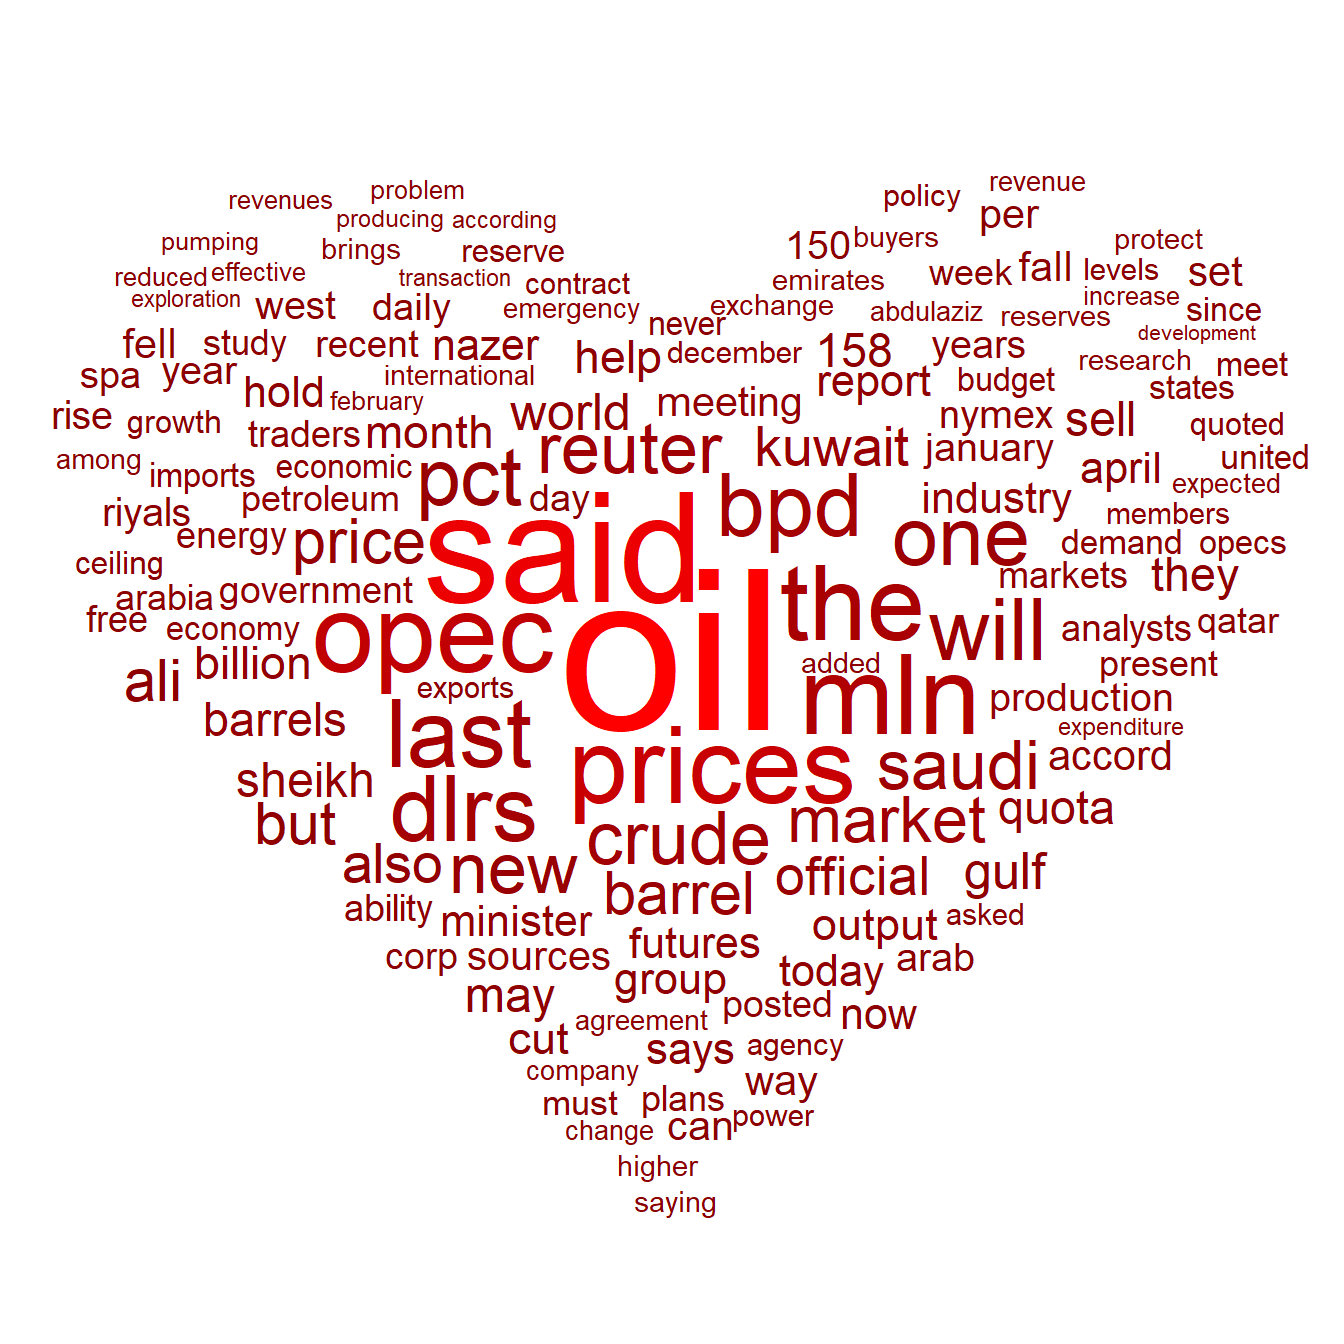 revenues problem policy revenue
producing according per
pumping brings reserve 150 buyers protect
reduced effective transaction contract emirates week fall levels set
exploration west daily emergency exchange abdulaziz reserves increase since
fell study recent nazer never help december 158 years development
spa year international report budget research meet
rise growth hold february world meeting nymex sell states quoted
among imports traders month reuter kuwait january april united
economic pct expected
riyals petroleum day said bpd industry members
ceiling energy price one demand opecs
arabia government markets they
free economy opec oil the will analysts qatar
ali billion exports added mln production present
barrels last expenditure
sheikh dlrs prices saudi accord
but crude market quota
also new barrel official gulf
ability minister output asked
corp sources futures today arab
may group posted now
cut agreement says agency
company plans way
must can power
change
higher
saying